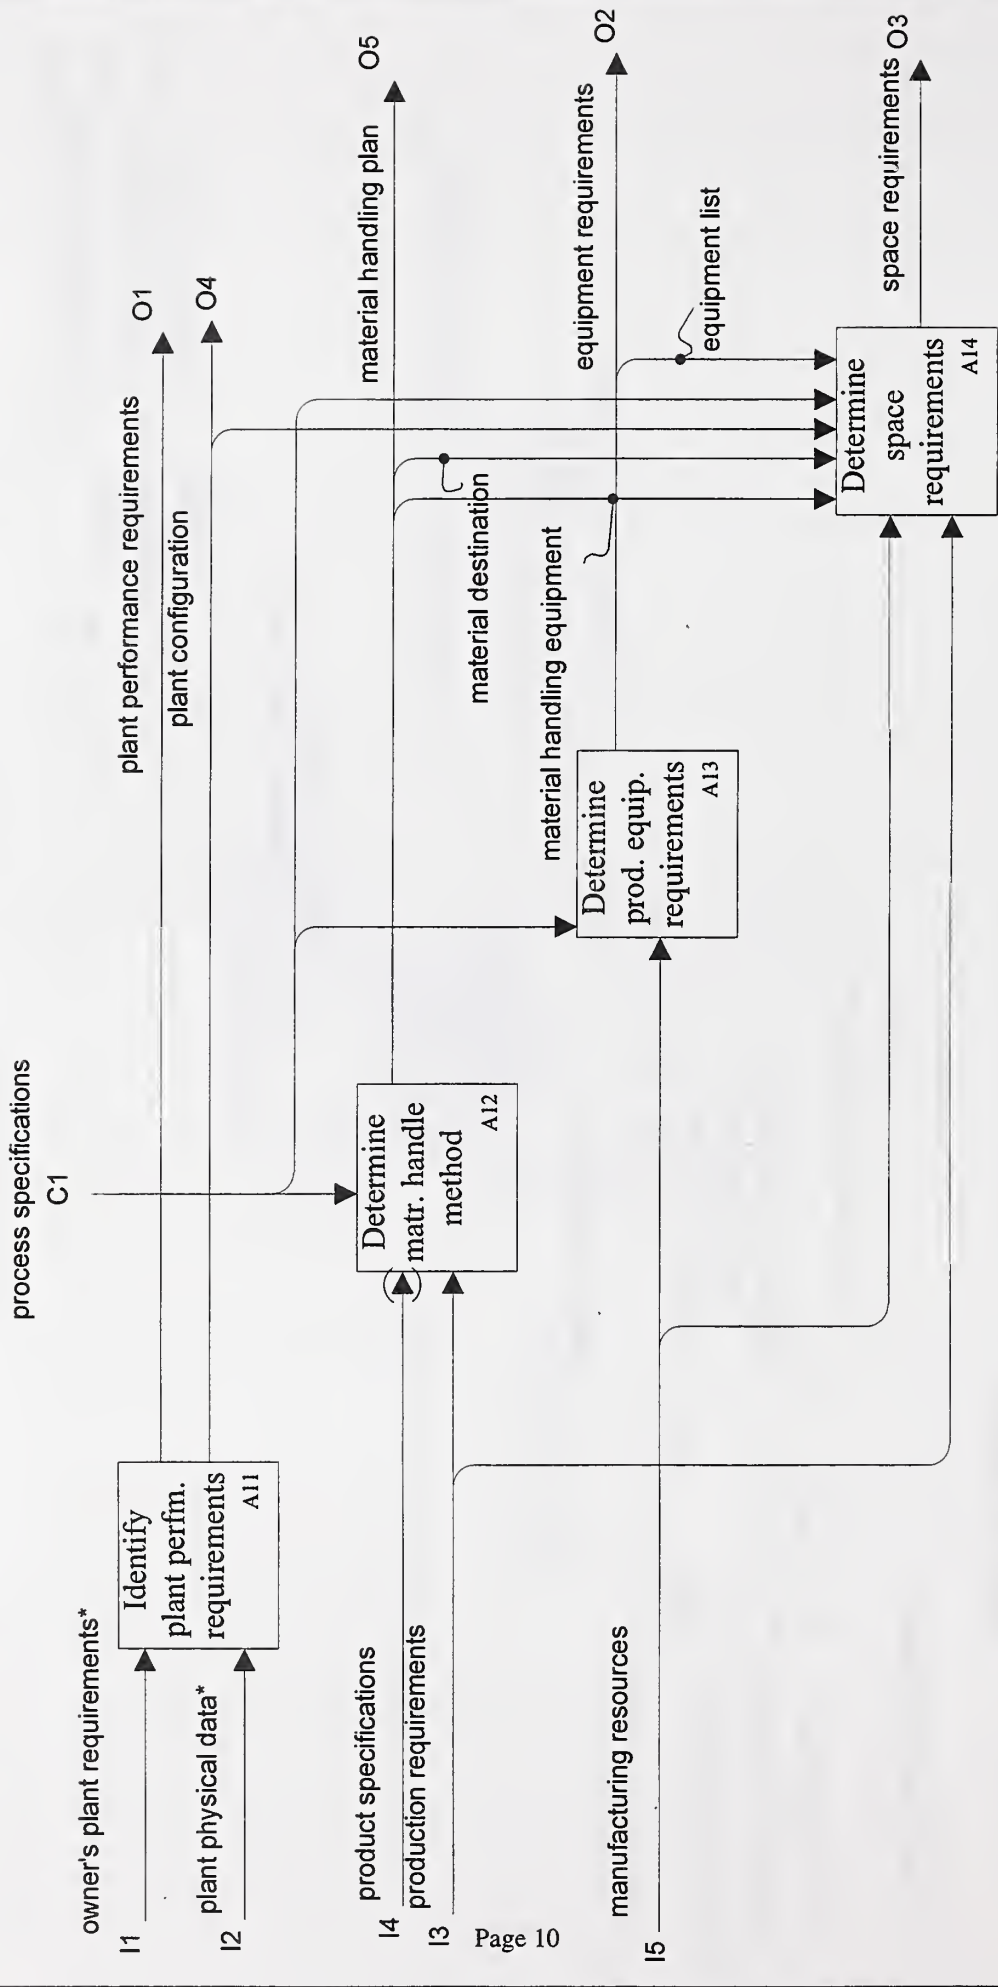 process specifications
C1
owner's plant requirements*
I1
plant physical data*
I2
Identify
plant perfm.
requirements
A11
plant performance requirements
O1
plant configuration
O4
product specifications
I4
production requirements
I3
Determine
matr. handle
method
A12
material handling plan
O5
material destination
material handling equipment
manufacturing resources
I5
Determine
prod. equip.
requirements
A13
equipment requirements
O2
equipment list
Determine
space
requirements
A14
space requirements
O3
Page 10